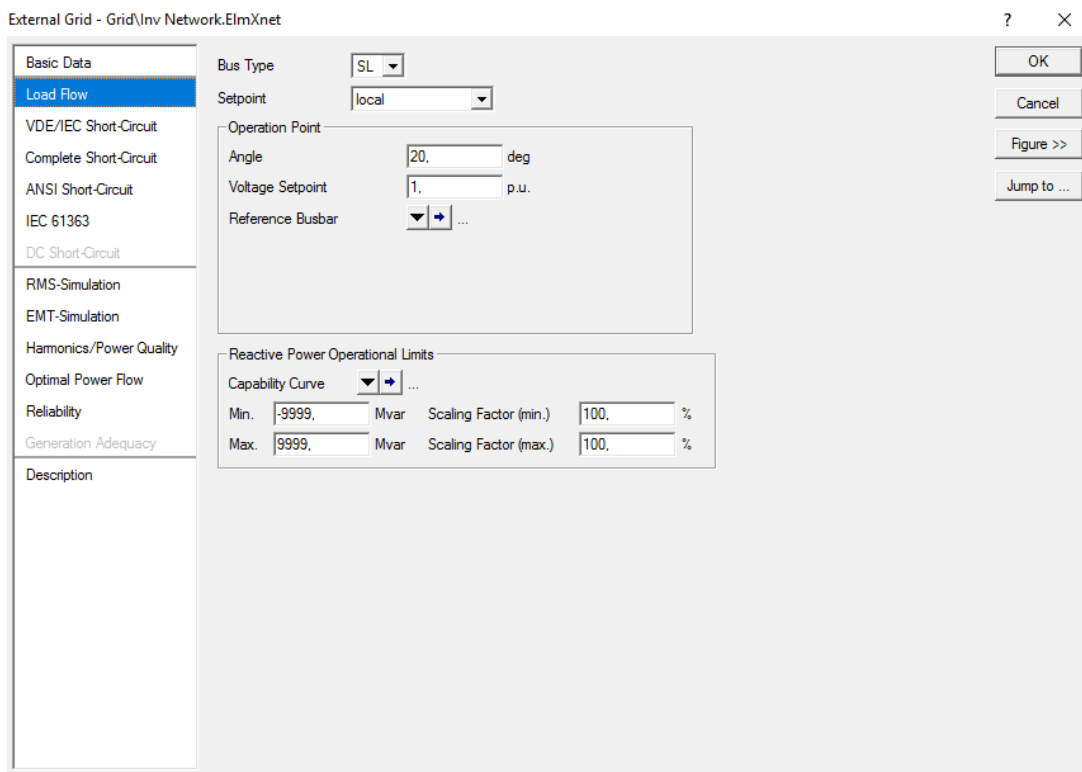 External Grid - Grid\Inv Network.ElmXnet ? ×
Basic Data
Load Flow
VDE/IEC Short-Circuit
Complete Short-Circuit
ANSI Short-Circuit
IEC 61363
DC Short-Circuit
RMS-Simulation
EMT-Simulation
Harmonics/Power Quality
Optimal Power Flow
Reliability
Generation Adequacy
Description
Bus Type SL
Setpoint local
Operation Point
Angle 20, deg
Voltage Setpoint 1, p.u.
Reference Busbar ...
Reactive Power Operational Limits
Capability Curve ...
Min. -9999, Mvar Scaling Factor (min.) 100, %
Max. 9999, Mvar Scaling Factor (max.) 100, %
OK
Cancel
Figure >>
Jump to ...